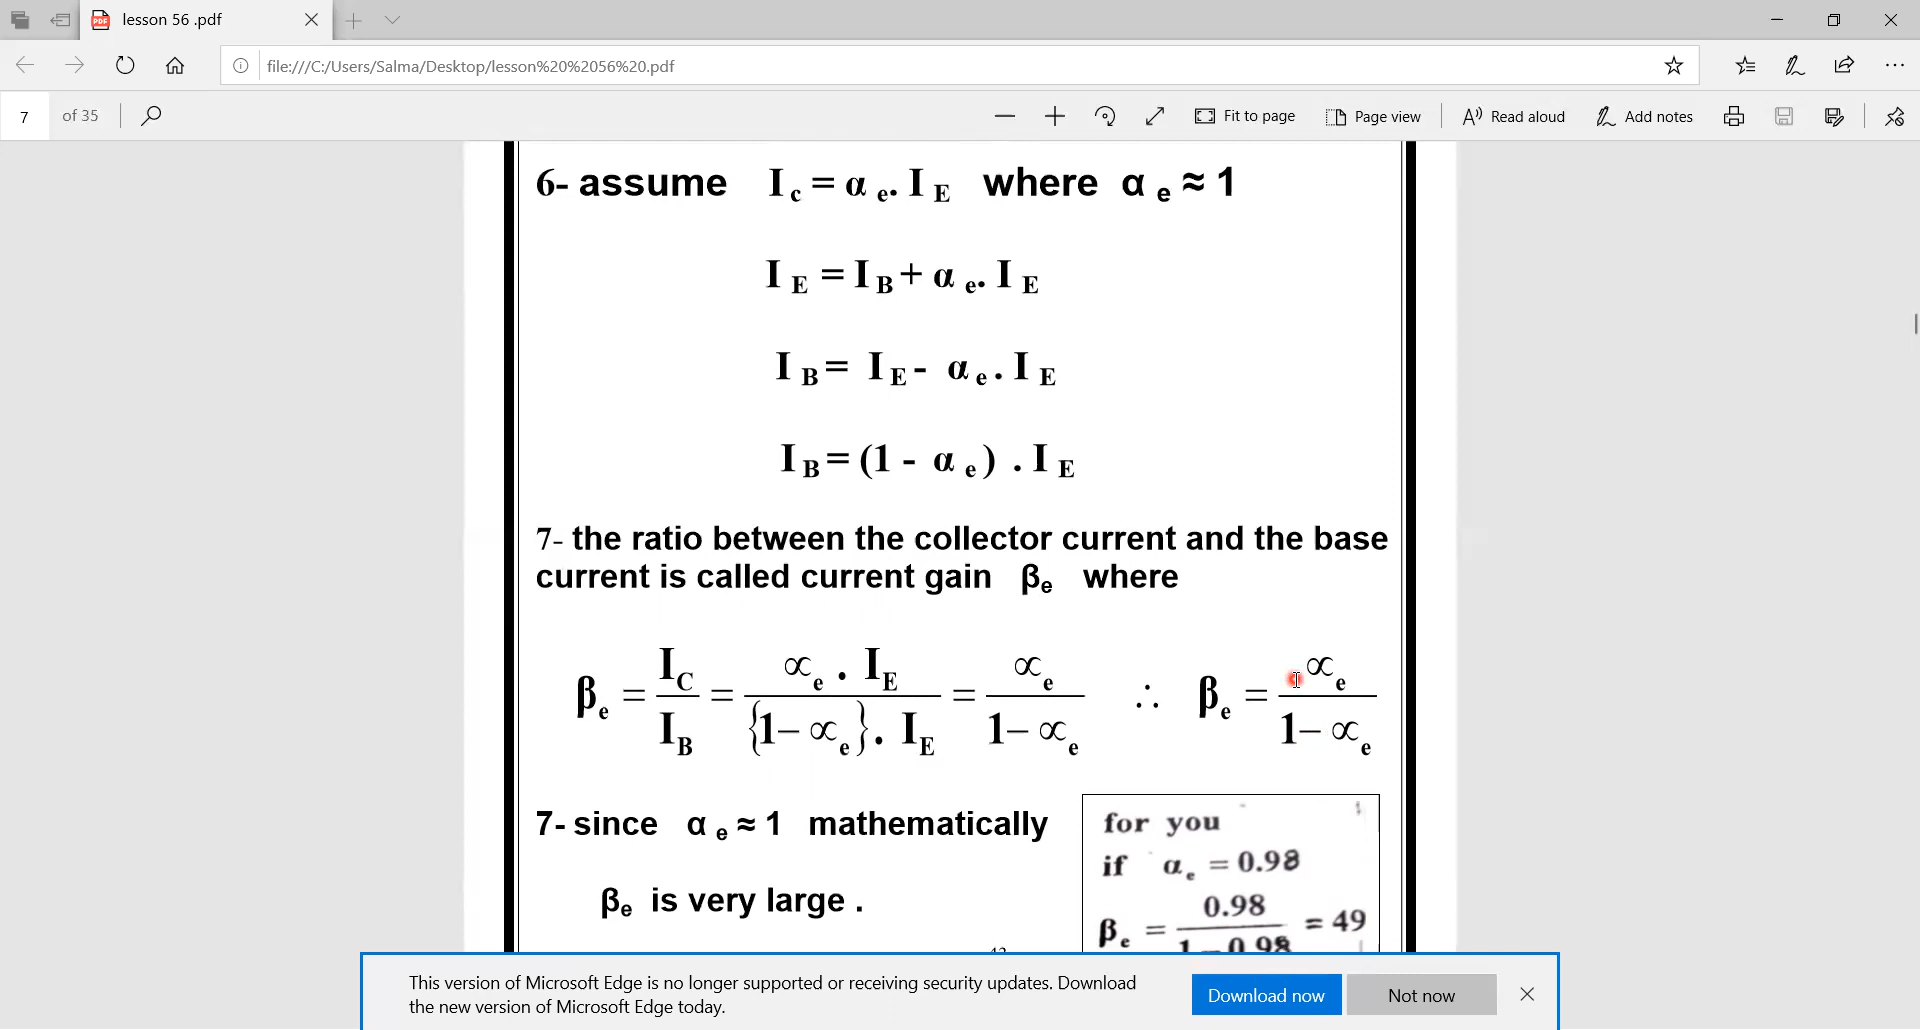 lesson 56 .pdf
file:///C:/Users/Salma/Desktop/lesson%20%2056%20.pdf
7 of 35
Fit to page
Page view
Read aloud
Add notes
6- assume I c = α e. I E where α e ≈ 1
I E = I B + α e. I E
I B = I E - α e . I E
I B = (1 - α e ) . I E
7- the ratio between the collector current and the base
current is called current gain βe where
βe = IC / IB = ∝e . IE / {1– ∝e}. IE = ∝e / 1– ∝e ∴ βe = ∝e / 1– ∝e
7- since α e ≈ 1 mathematically
βe is very large .
for you
if αe = 0.98
βe = 0.98 / 1 – 0.98 = 49
This version of Microsoft Edge is no longer supported or receiving security updates. Download
the new version of Microsoft Edge today.
Download now
Not now